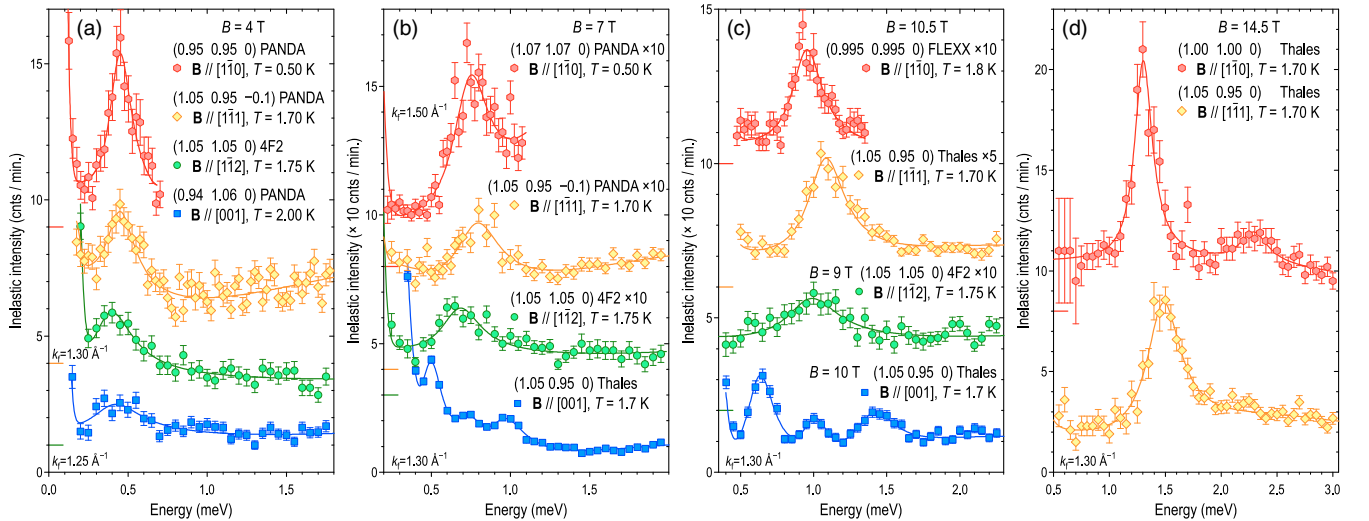 (a)
B = 4 T
(0.95 0.95 0) PANDA
B // [11̄0], T = 0.50 K
(1.05 0.95 −0.1) PANDA
B // [11̄1], T = 1.70 K
(1.05 1.05 0) 4F2
B // [11̄2], T = 1.75 K
(0.94 1.06 0) PANDA
B // [001], T = 2.00 K
kf=1.30 Å−1
kf=1.25 Å−1
Inelastic intensity (cnts / min.)
0
5
10
15
0.0
0.5
1.0
1.5
Energy (meV)
(b)
B = 7 T
(1.07 1.07 0) PANDA ×10
B // [11̄0], T = 0.50 K
kf=1.50 Å−1
(1.05 0.95 −0.1) PANDA ×10
B // [11̄1], T = 1.70 K
(1.05 1.05 0) 4F2 ×10
B // [11̄2], T = 1.75 K
(1.05 0.95 0) Thales
B // [001], T = 1.7 K
kf=1.30 Å−1
Inelastic intensity (× 10 cnts / min.)
0
5
10
15
0.5
1.0
1.5
Energy (meV)
(c)
B = 10.5 T
(0.995 0.995 0) FLEXX ×10
B // [11̄0], T = 1.8 K
(1.05 0.95 0) Thales ×5
B // [11̄1], T = 1.70 K
B = 9 T (1.05 1.05 0) 4F2 ×10
B // [11̄2], T = 1.75 K
B = 10 T (1.05 0.95 0) Thales
B // [001], T = 1.7 K
kf=1.30 Å−1
Inelastic intensity (× 10 cnts / min.)
0
5
10
15
0.5
1.0
1.5
2.0
Energy (meV)
(d)
B = 14.5 T
(1.00 1.00 0) Thales
B // [11̄0], T = 1.70 K
(1.05 0.95 0) Thales
B // [11̄1], T = 1.70 K
kf=1.30 Å−1
Inelastic intensity (cnts / min.)
0
5
10
15
20
0.5
1.0
1.5
2.0
2.5
3.0
Energy (meV)